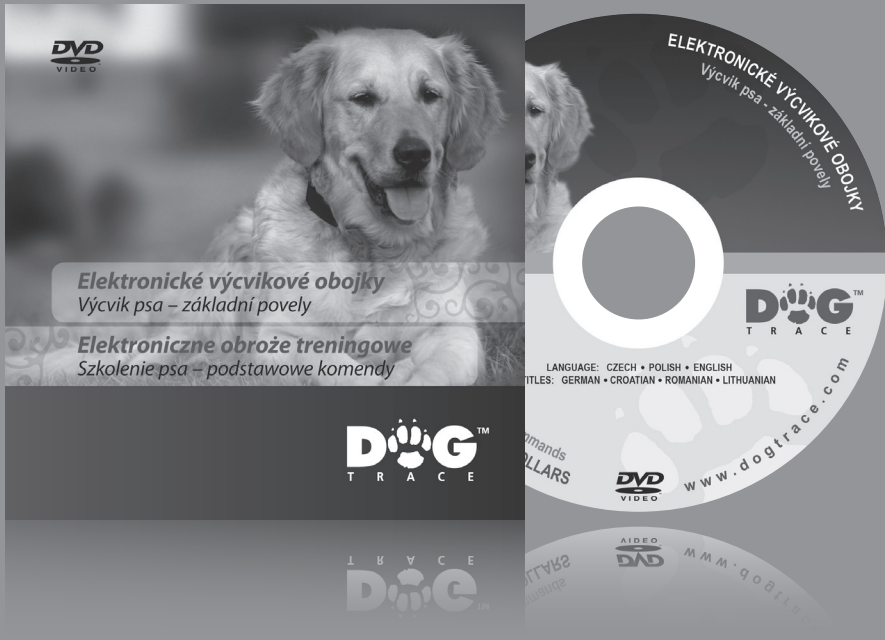 DVD
VIDEO
Elektronické výcvikové obojky
Výcvik psa – základní povely
Elektroniczne obroże treningowe
Szkolenie psa – podstawowe komendy
DOG™
TRACE
ELEKTRONICKÉ VÝCVIKOVÉ OBOJKY
Výcvik psa - základní povely
DOG™
TRACE
LANGUAGE: CZECH • POLISH • ENGLISH
GERMAN • CROATIAN • ROMANIAN • LITHUANIAN
www.dogtrace.com
DVD
VIDEO